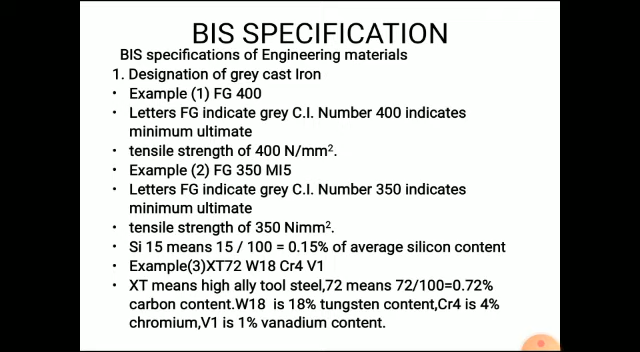 BIS SPECIFICATION
BIS specifications of Engineering materials
1. Designation of grey cast Iron
• Example (1) FG 400
• Letters FG indicate grey C.I. Number 400 indicates
minimum ultimate
• tensile strength of 400 N/mm².
• Example (2) FG 350 MI5
• Letters FG indicate grey C.I. Number 350 indicates
minimum ultimate
• tensile strength of 350 Nimm².
• Si 15 means 15 / 100 = 0.15% of average silicon content
• Example(3)XT72 W18 Cr4 V1
• XT means high ally tool steel,72 means 72/100=0.72%
carbon content.W18 is 18% tungsten content,Cr4 is 4%
chromium,V1 is 1% vanadium content.